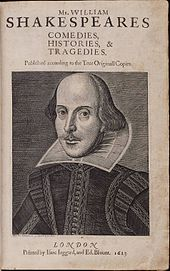 Mr. WILLIAM
SHAKESPEARES
COMEDIES,
HISTORIES, &
TRAGEDIES.
Published according to the True Originall Copies.
LONDON
Printed by Isaac Iaggard, and Ed. Blount. 1623